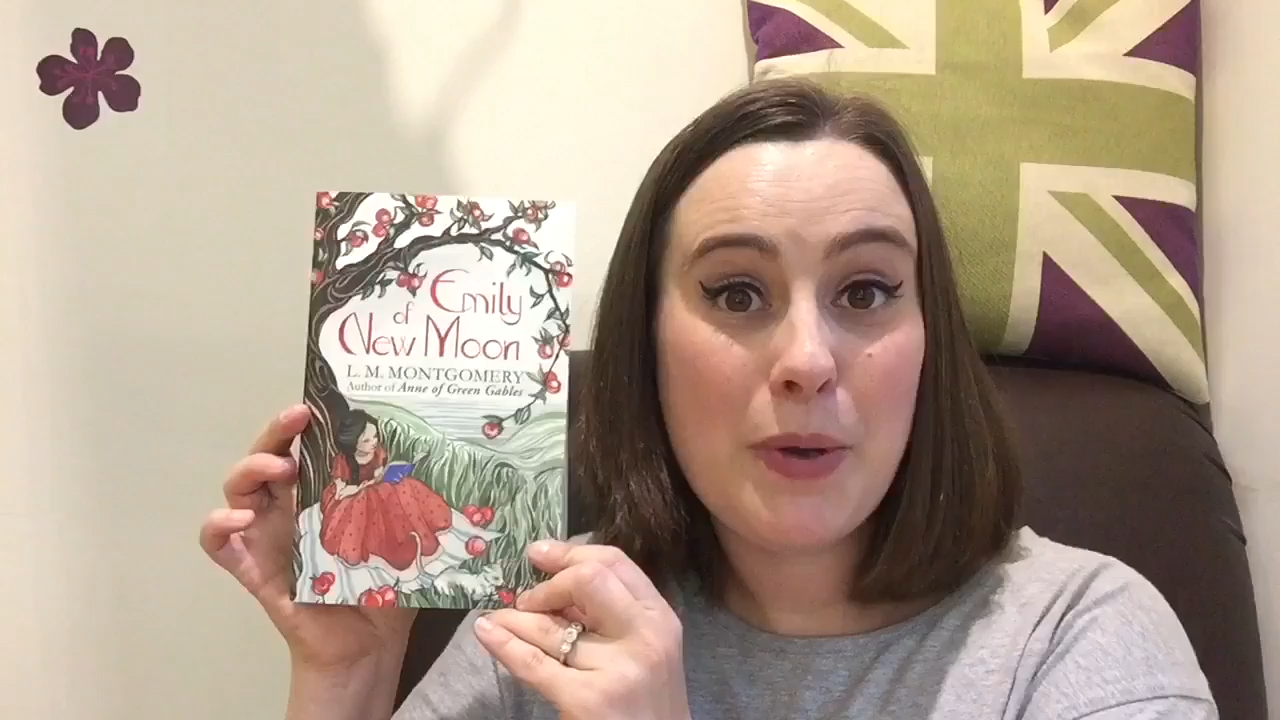 Emily
of
New Moon
L. M. MONTGOMERY
Author of Anne of Green Gables